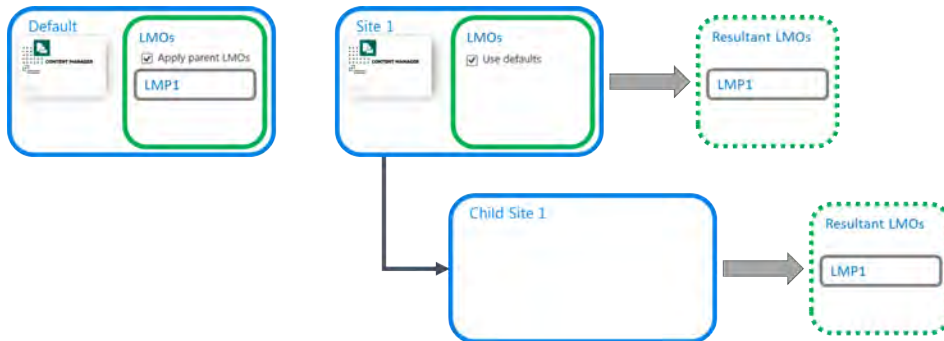 Default
CONTENT MANAGER
LMOs
Apply parent LMOs
LMP1
Site 1
CONTENT MANAGER
LMOs
Use defaults
Resultant LMOs
LMP1
Child Site 1
Resultant LMOs
LMP1